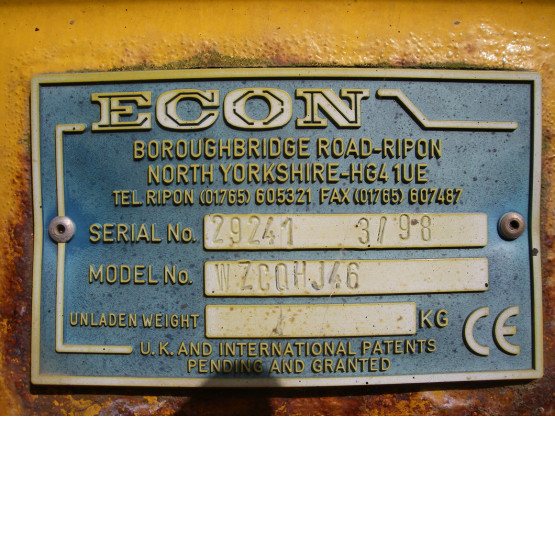 ECON
BOROUGHBRIDGE ROAD-RIPON
NORTH YORKSHIRE-HG4 1UE
TEL. RIPON (01765) 605321 FAX (01765) 607487
SERIAL No. 29241 3/98
MODEL No. WZCQHJ46
UNLADEN WEIGHT KG CE
U.K. AND INTERNATIONAL PATENTS
PENDING AND GRANTED